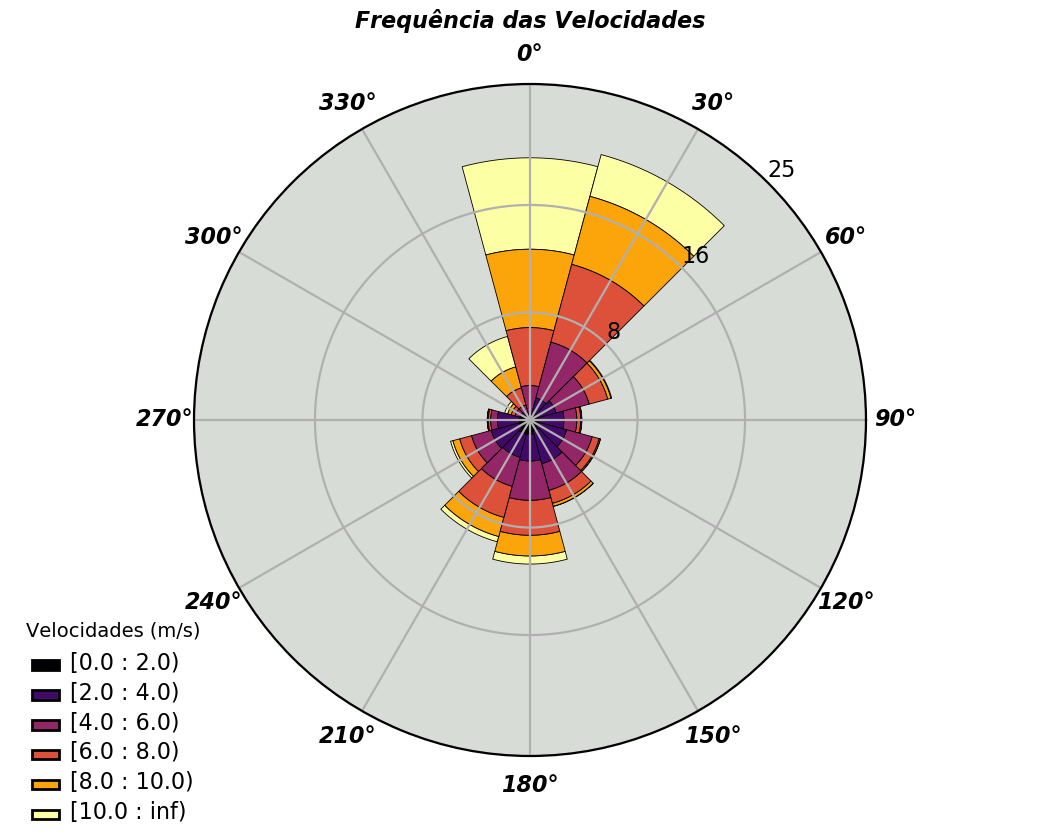 Frequência das Velocidades
0°
330°
30°
25
300°
60°
16
8
270°
90°
240°
120°
210°
150°
180°
Velocidades (m/s)
[0.0 : 2.0)
[2.0 : 4.0)
[4.0 : 6.0)
[6.0 : 8.0)
[8.0 : 10.0)
[10.0 : inf)